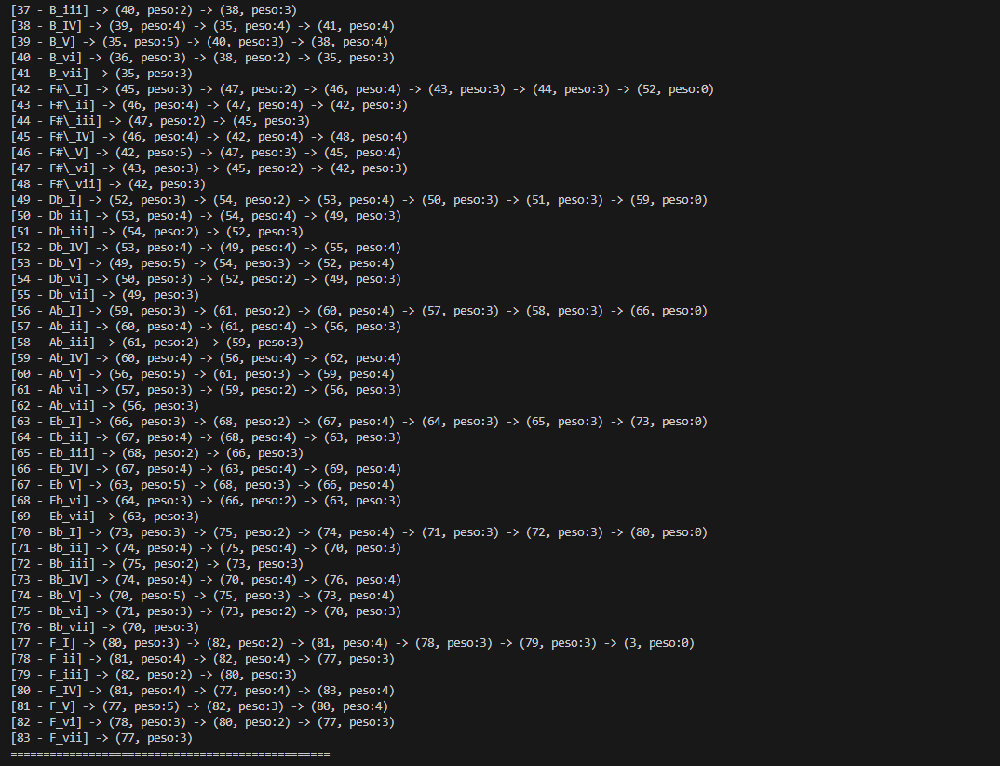 [37 - B_iii] -> (40, peso:2) -> (38, peso:3)
[38 - B_IV] -> (39, peso:4) -> (35, peso:4) -> (41, peso:4)
[39 - B_V] -> (35, peso:5) -> (40, peso:3) -> (38, peso:4)
[40 - B_vi] -> (36, peso:3) -> (38, peso:2) -> (35, peso:3)
[41 - B_vii] -> (35, peso:3)
[42 - F#\_I] -> (45, peso:3) -> (47, peso:2) -> (46, peso:4) -> (43, peso:3) -> (44, peso:3) -> (52, peso:0)
[43 - F#\_ii] -> (46, peso:4) -> (47, peso:4) -> (42, peso:3)
[44 - F#\_iii] -> (47, peso:2) -> (45, peso:3)
[45 - F#\_IV] -> (46, peso:4) -> (42, peso:4) -> (48, peso:4)
[46 - F#\_V] -> (42, peso:5) -> (47, peso:3) -> (45, peso:4)
[47 - F#\_vi] -> (43, peso:3) -> (45, peso:2) -> (42, peso:3)
[48 - F#\_vii] -> (42, peso:3)
[49 - Db_I] -> (52, peso:3) -> (54, peso:2) -> (53, peso:4) -> (50, peso:3) -> (51, peso:3) -> (59, peso:0)
[50 - Db_ii] -> (53, peso:4) -> (54, peso:4) -> (49, peso:3)
[51 - Db_iii] -> (54, peso:2) -> (52, peso:3)
[52 - Db_IV] -> (53, peso:4) -> (49, peso:4) -> (55, peso:4)
[53 - Db_V] -> (49, peso:5) -> (54, peso:3) -> (52, peso:4)
[54 - Db_vi] -> (50, peso:3) -> (52, peso:2) -> (49, peso:3)
[55 - Db_vii] -> (49, peso:3)
[56 - Ab_I] -> (59, peso:3) -> (61, peso:2) -> (60, peso:4) -> (57, peso:3) -> (58, peso:3) -> (66, peso:0)
[57 - Ab_ii] -> (60, peso:4) -> (61, peso:4) -> (56, peso:3)
[58 - Ab_iii] -> (61, peso:2) -> (59, peso:3)
[59 - Ab_IV] -> (60, peso:4) -> (56, peso:4) -> (62, peso:4)
[60 - Ab_V] -> (56, peso:5) -> (61, peso:3) -> (59, peso:4)
[61 - Ab_vi] -> (57, peso:3) -> (59, peso:2) -> (56, peso:3)
[62 - Ab_vii] -> (56, peso:3)
[63 - Eb_I] -> (66, peso:3) -> (68, peso:2) -> (67, peso:4) -> (64, peso:3) -> (65, peso:3) -> (73, peso:0)
[64 - Eb_ii] -> (67, peso:4) -> (68, peso:4) -> (63, peso:3)
[65 - Eb_iii] -> (68, peso:2) -> (66, peso:3)
[66 - Eb_IV] -> (67, peso:4) -> (63, peso:4) -> (69, peso:4)
[67 - Eb_V] -> (63, peso:5) -> (68, peso:3) -> (66, peso:4)
[68 - Eb_vi] -> (64, peso:3) -> (66, peso:2) -> (63, peso:3)
[69 - Eb_vii] -> (63, peso:3)
[70 - Bb_I] -> (73, peso:3) -> (75, peso:2) -> (74, peso:4) -> (71, peso:3) -> (72, peso:3) -> (80, peso:0)
[71 - Bb_ii] -> (74, peso:4) -> (75, peso:4) -> (70, peso:3)
[72 - Bb_iii] -> (75, peso:2) -> (73, peso:3)
[73 - Bb_IV] -> (74, peso:4) -> (70, peso:4) -> (76, peso:4)
[74 - Bb_V] -> (70, peso:5) -> (75, peso:3) -> (73, peso:4)
[75 - Bb_vi] -> (71, peso:3) -> (73, peso:2) -> (70, peso:3)
[76 - Bb_vii] -> (70, peso:3)
[77 - F_I] -> (80, peso:3) -> (82, peso:2) -> (81, peso:4) -> (78, peso:3) -> (79, peso:3) -> (3, peso:0)
[78 - F_ii] -> (81, peso:4) -> (82, peso:4) -> (77, peso:3)
[79 - F_iii] -> (82, peso:2) -> (80, peso:3)
[80 - F_IV] -> (81, peso:4) -> (77, peso:4) -> (83, peso:4)
[81 - F_V] -> (77, peso:5) -> (82, peso:3) -> (80, peso:4)
[82 - F_vi] -> (78, peso:3) -> (80, peso:2) -> (77, peso:3)
[83 - F_vii] -> (77, peso:3)
=================================================